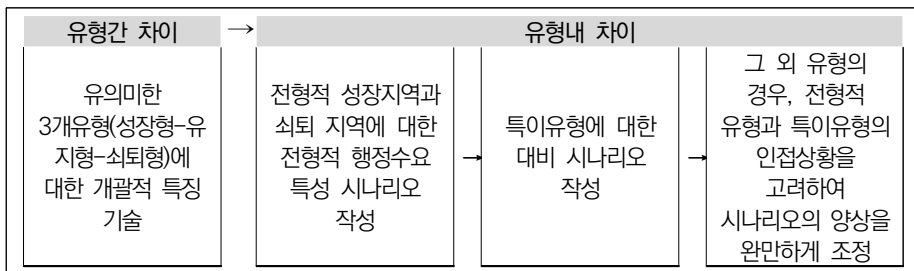 유형간 차이
→
유형내 차이
유의미한
3개유형(성장형-유
지형-쇠퇴형)에
대한 개괄적 특징
기술
전형적 성장지역과
쇠퇴 지역에 대한
전형적 행정수요
특성 시나리오
작성
→
특이유형에 대한
대비 시나리오
작성
→
그 외 유형의
경우, 전형적
유형과 특이유형의
인접상황을
고려하여
시나리오의 양상을
완만하게 조정